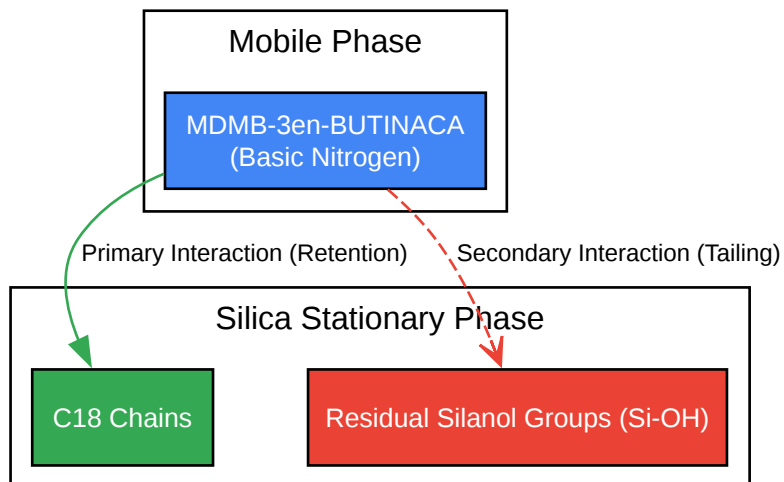 Mobile Phase
MDMB-3en-BUTINACA
(Basic Nitrogen)
Primary Interaction (Retention)
Secondary Interaction (Tailing)
Silica Stationary Phase
C18 Chains
Residual Silanol Groups (Si-OH)